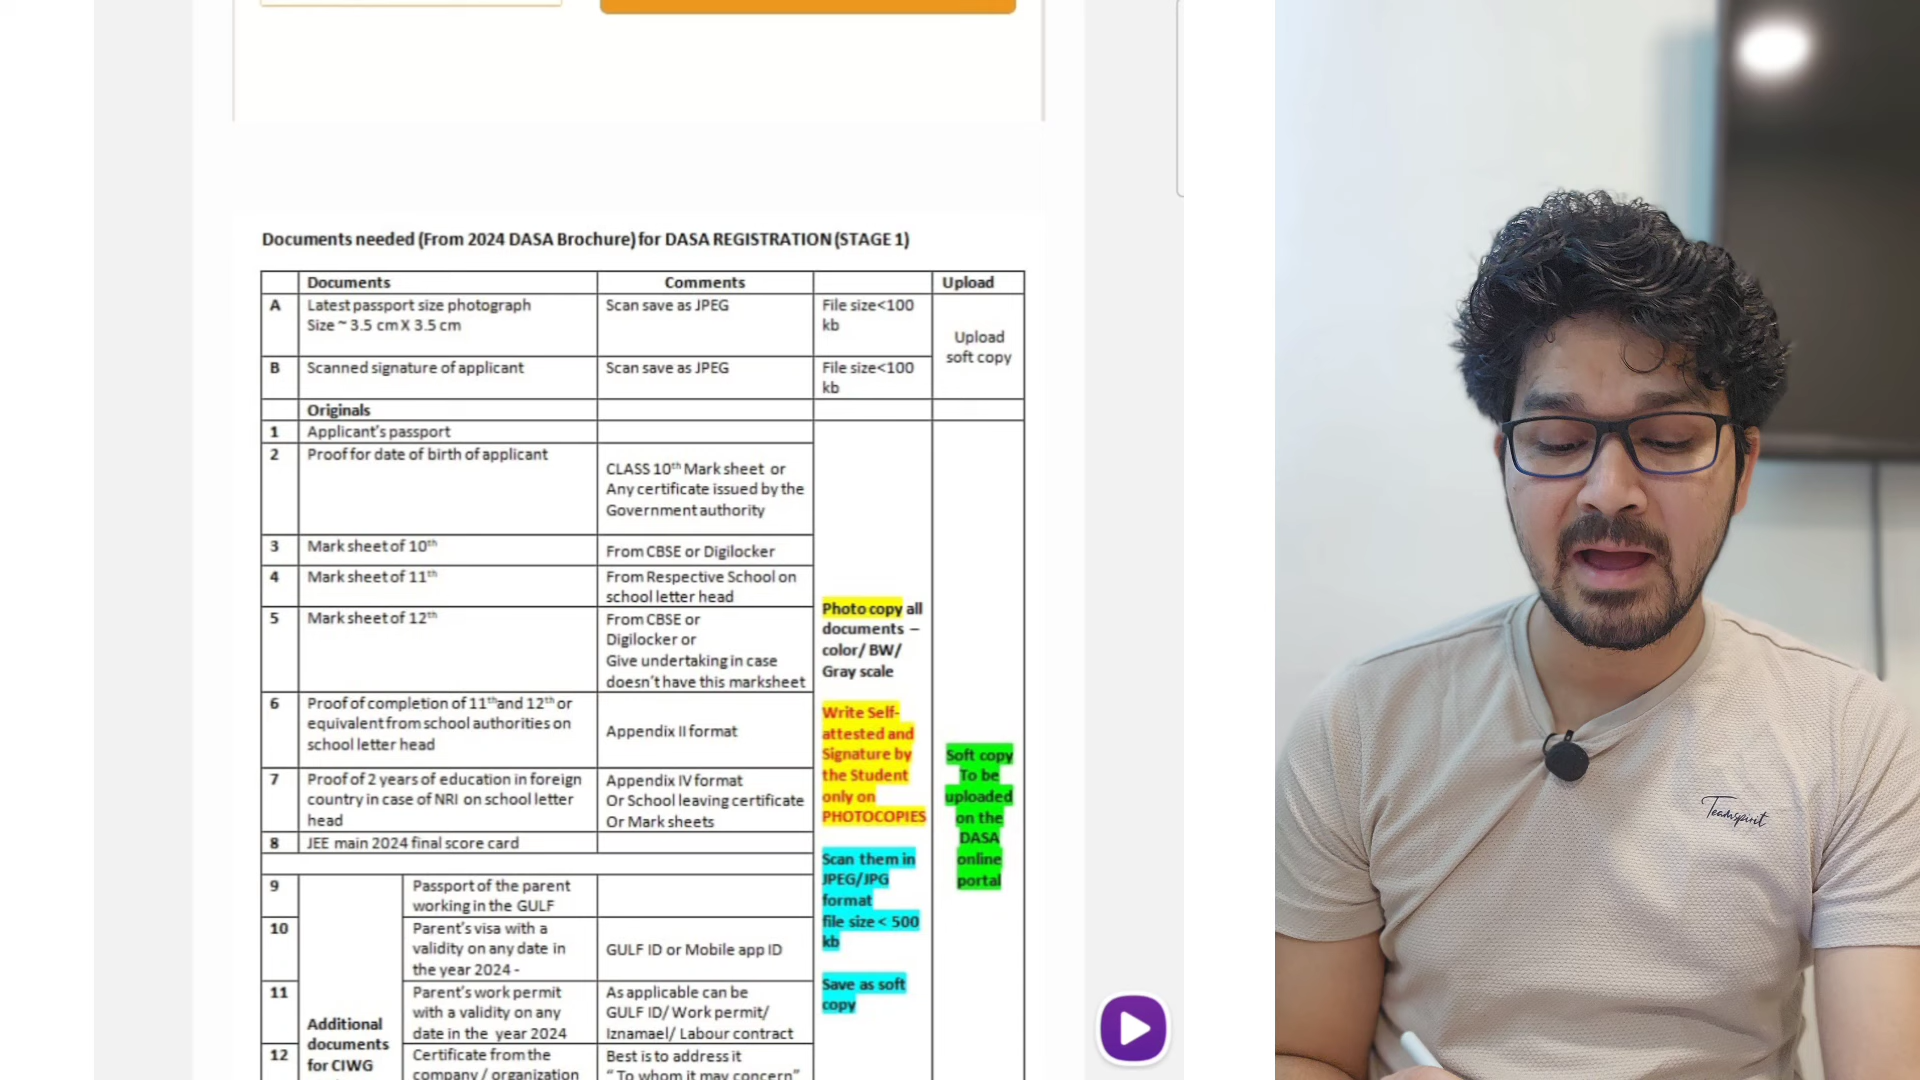 Documents needed (From 2024 DASA Brochure) for DASA REGISTRATION (STAGE 1)
Documents Comments Upload
A Latest passport size photograph Scan save as JPEG File size<100
Size ~ 3.5 cm X 3.5 cm kb
Upload
soft copy
B Scanned signature of applicant Scan save as JPEG File size<100
kb
Originals
1 Applicant's passport
2 Proof for date of birth of applicant
CLASS 10th Mark sheet or
Any certificate issued by the
Government authority
3 Mark sheet of 10th From CBSE or Digilocker
4 Mark sheet of 11th From Respective School on
school letter head
5 Mark sheet of 12th From CBSE or
Digilocker or
Give undertaking in case
doesn't have this marksheet
6 Proof of completion of 11th and 12th or
equivalent from school authorities on
school letter head
Appendix II format
7 Proof of 2 years of education in foreign
country in case of NRI on school letter
head
Appendix IV format
Or School leaving certificate
Or Mark sheets
8 JEE main 2024 final score card
Additional
documents
for CIWG
9 Passport of the parent
working in the GULF
10 Parent's visa with a
validity on any date in
the year 2024 -
GULF ID or Mobile app ID
11 Parent's work permit
with a validity on any
date in the year 2024
As applicable can be
GULF ID/ Work permit/
Iznamael/ Labour contract
12 Certificate from the
company / organization
Best is to address it
" To whom it may concern"
Photo copy all
documents –
color/ BW/
Gray scale
Write Self-
attested and
Signature by
the Student
only on
PHOTOCOPIES
Scan them in
JPEG/JPG
format
file size < 500
kb
Save as soft
copy
Soft copy
To be
uploaded
on the
DASA
online
portal
Teamspirit